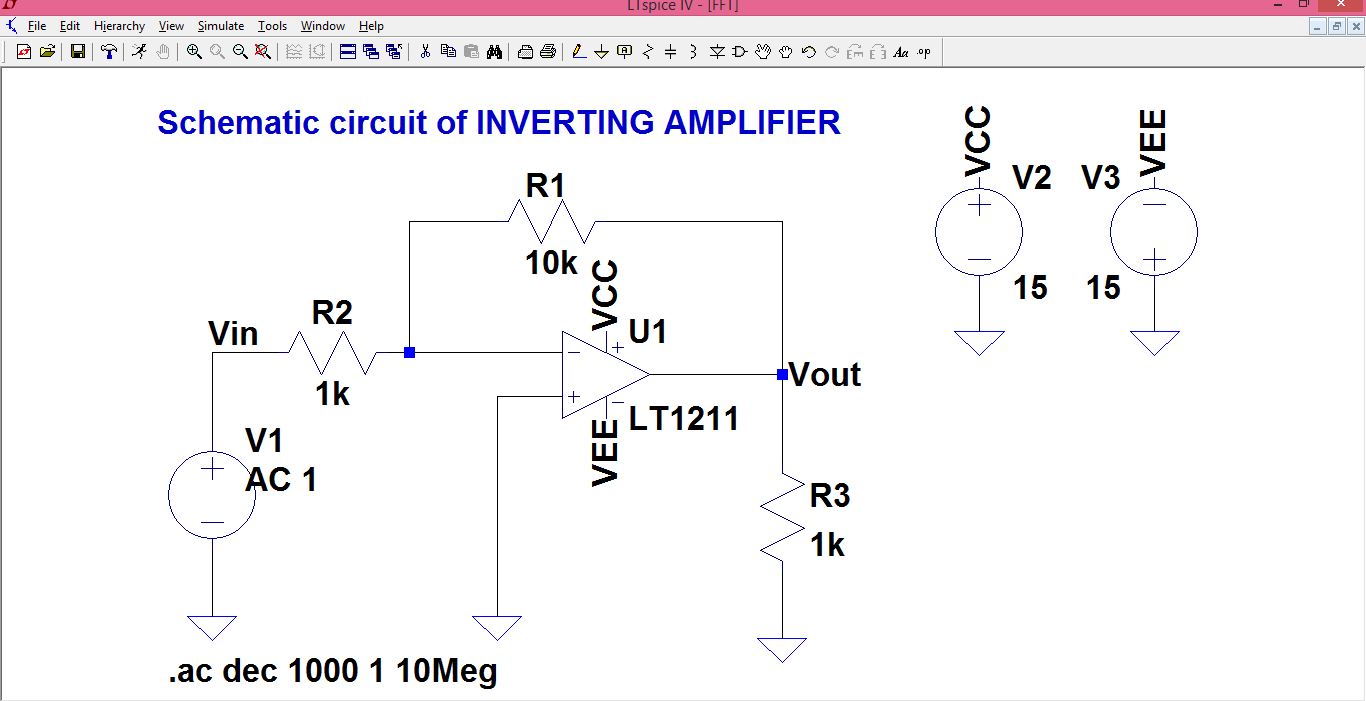 LTspice IV - [FFT]
File Edit Hierarchy View Simulate Tools Window Help
Aa .op
Schematic circuit of INVERTING AMPLIFIER
VCC
V2
15
V3
VEE
15
R1
10k
VCC
R2
Vin
1k
U1
Vout
LT1211
VEE
V1
AC 1
R3
1k
.ac dec 1000 1 10Meg